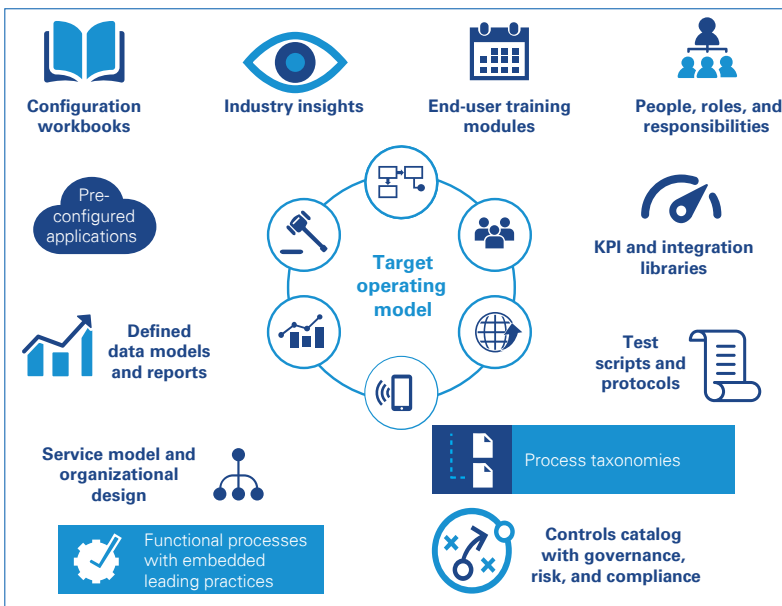 Configuration
workbooks
Industry insights
End-user training
modules
People, roles, and
responsibilities
Pre-
configured
applications
Target
operating
model
KPI and integration
libraries
Defined
data models
and reports
Test
scripts and
protocols
Service model and
organizational
design
Process taxonomies
Functional processes
with embedded
leading practices
Controls catalog
with governance,
risk, and compliance